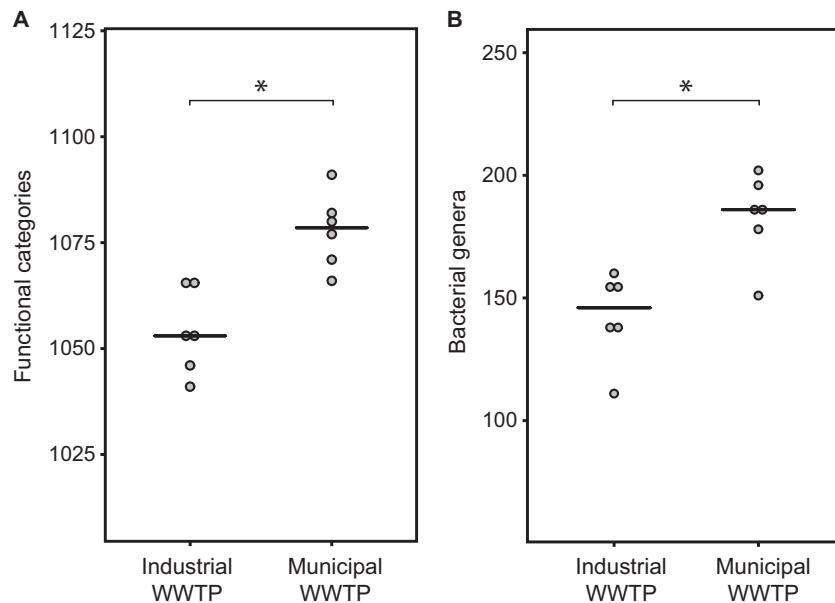 A
Functional categories
1125
1100
1075
1050
1025
*
Industrial
WWTP
Municipal
WWTP
B
Bacterial genera
250
200
150
100
*
Industrial
WWTP
Municipal
WWTP